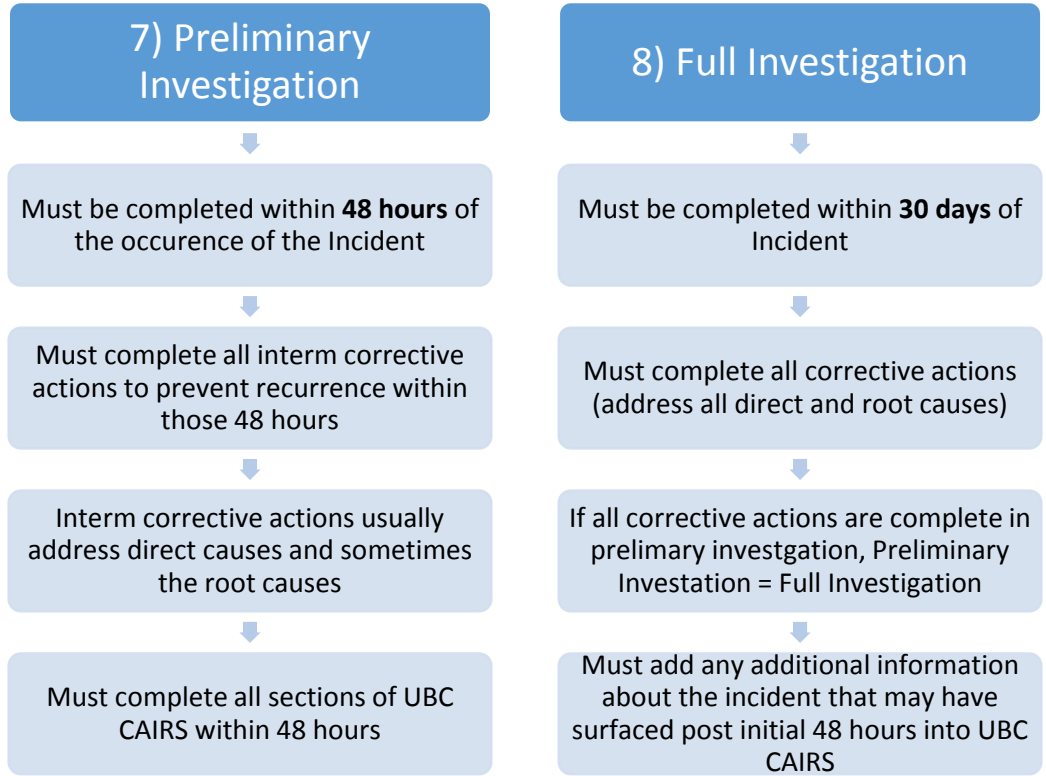 7) Preliminary
Investigation
Must be completed within 48 hours of
the occurence of the Incident
Must complete all interm corrective
actions to prevent recurrence within
those 48 hours
Interm corrective actions usually
address direct causes and sometimes
the root causes
Must complete all sections of UBC
CAIRS within 48 hours
8) Full Investigation
Must be completed within 30 days of
Incident
Must complete all corrective actions
(address all direct and root causes)
If all corrective actions are complete in
prelimary investgation, Preliminary
Investation = Full Investigation
Must add any additional information
about the incident that may have
surfaced post initial 48 hours into UBC
CAIRS